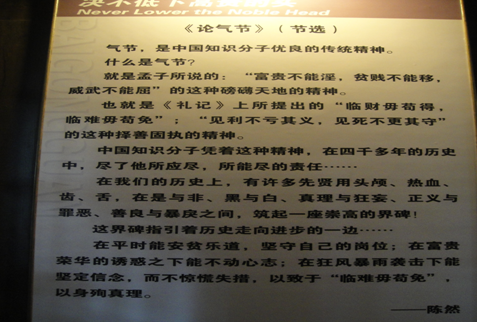 决不低下高贵的头
Never Lower the Noble Head
《论气节》（节选）
气节，是中国知识分子优良的传统精神。
什么是气节？
就是孟子所说的：“富贵不能淫，贫贱不能移，
威武不能屈”的这种磅礴天地的精神。
也就是《礼记》上所提出的“临财毋苟得，
临难毋苟免”；“见利不亏其义，见死不更其守”
的这种择善固执的精神。
中国知识分子凭着这种精神，在四千多年的历史
中，尽了他所应尽、所能尽的责任……
在我们的历史上，有许多先贤用头颅、热血、
齿、舌，在是与非、黑与白、真理与狂妄、正义与
罪恶、善良与暴戾之间，筑起一座崇高的界碑！
这界碑指引着历史走向进步的一边……
在平时能安贫乐道，坚守自己的岗位；在富贵
荣华的诱惑之下能不动心志；在狂风暴雨袭击下能
坚定信念，而不惊慌失措，以致于“临难毋苟免”，
以身殉真理。
——陈然